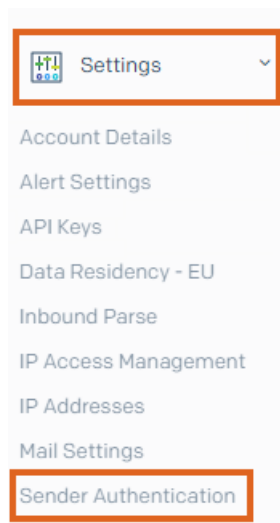 Settings
Account Details
Alert Settings
API Keys
Data Residency - EU
Inbound Parse
IP Access Management
IP Addresses
Mail Settings
Sender Authentication